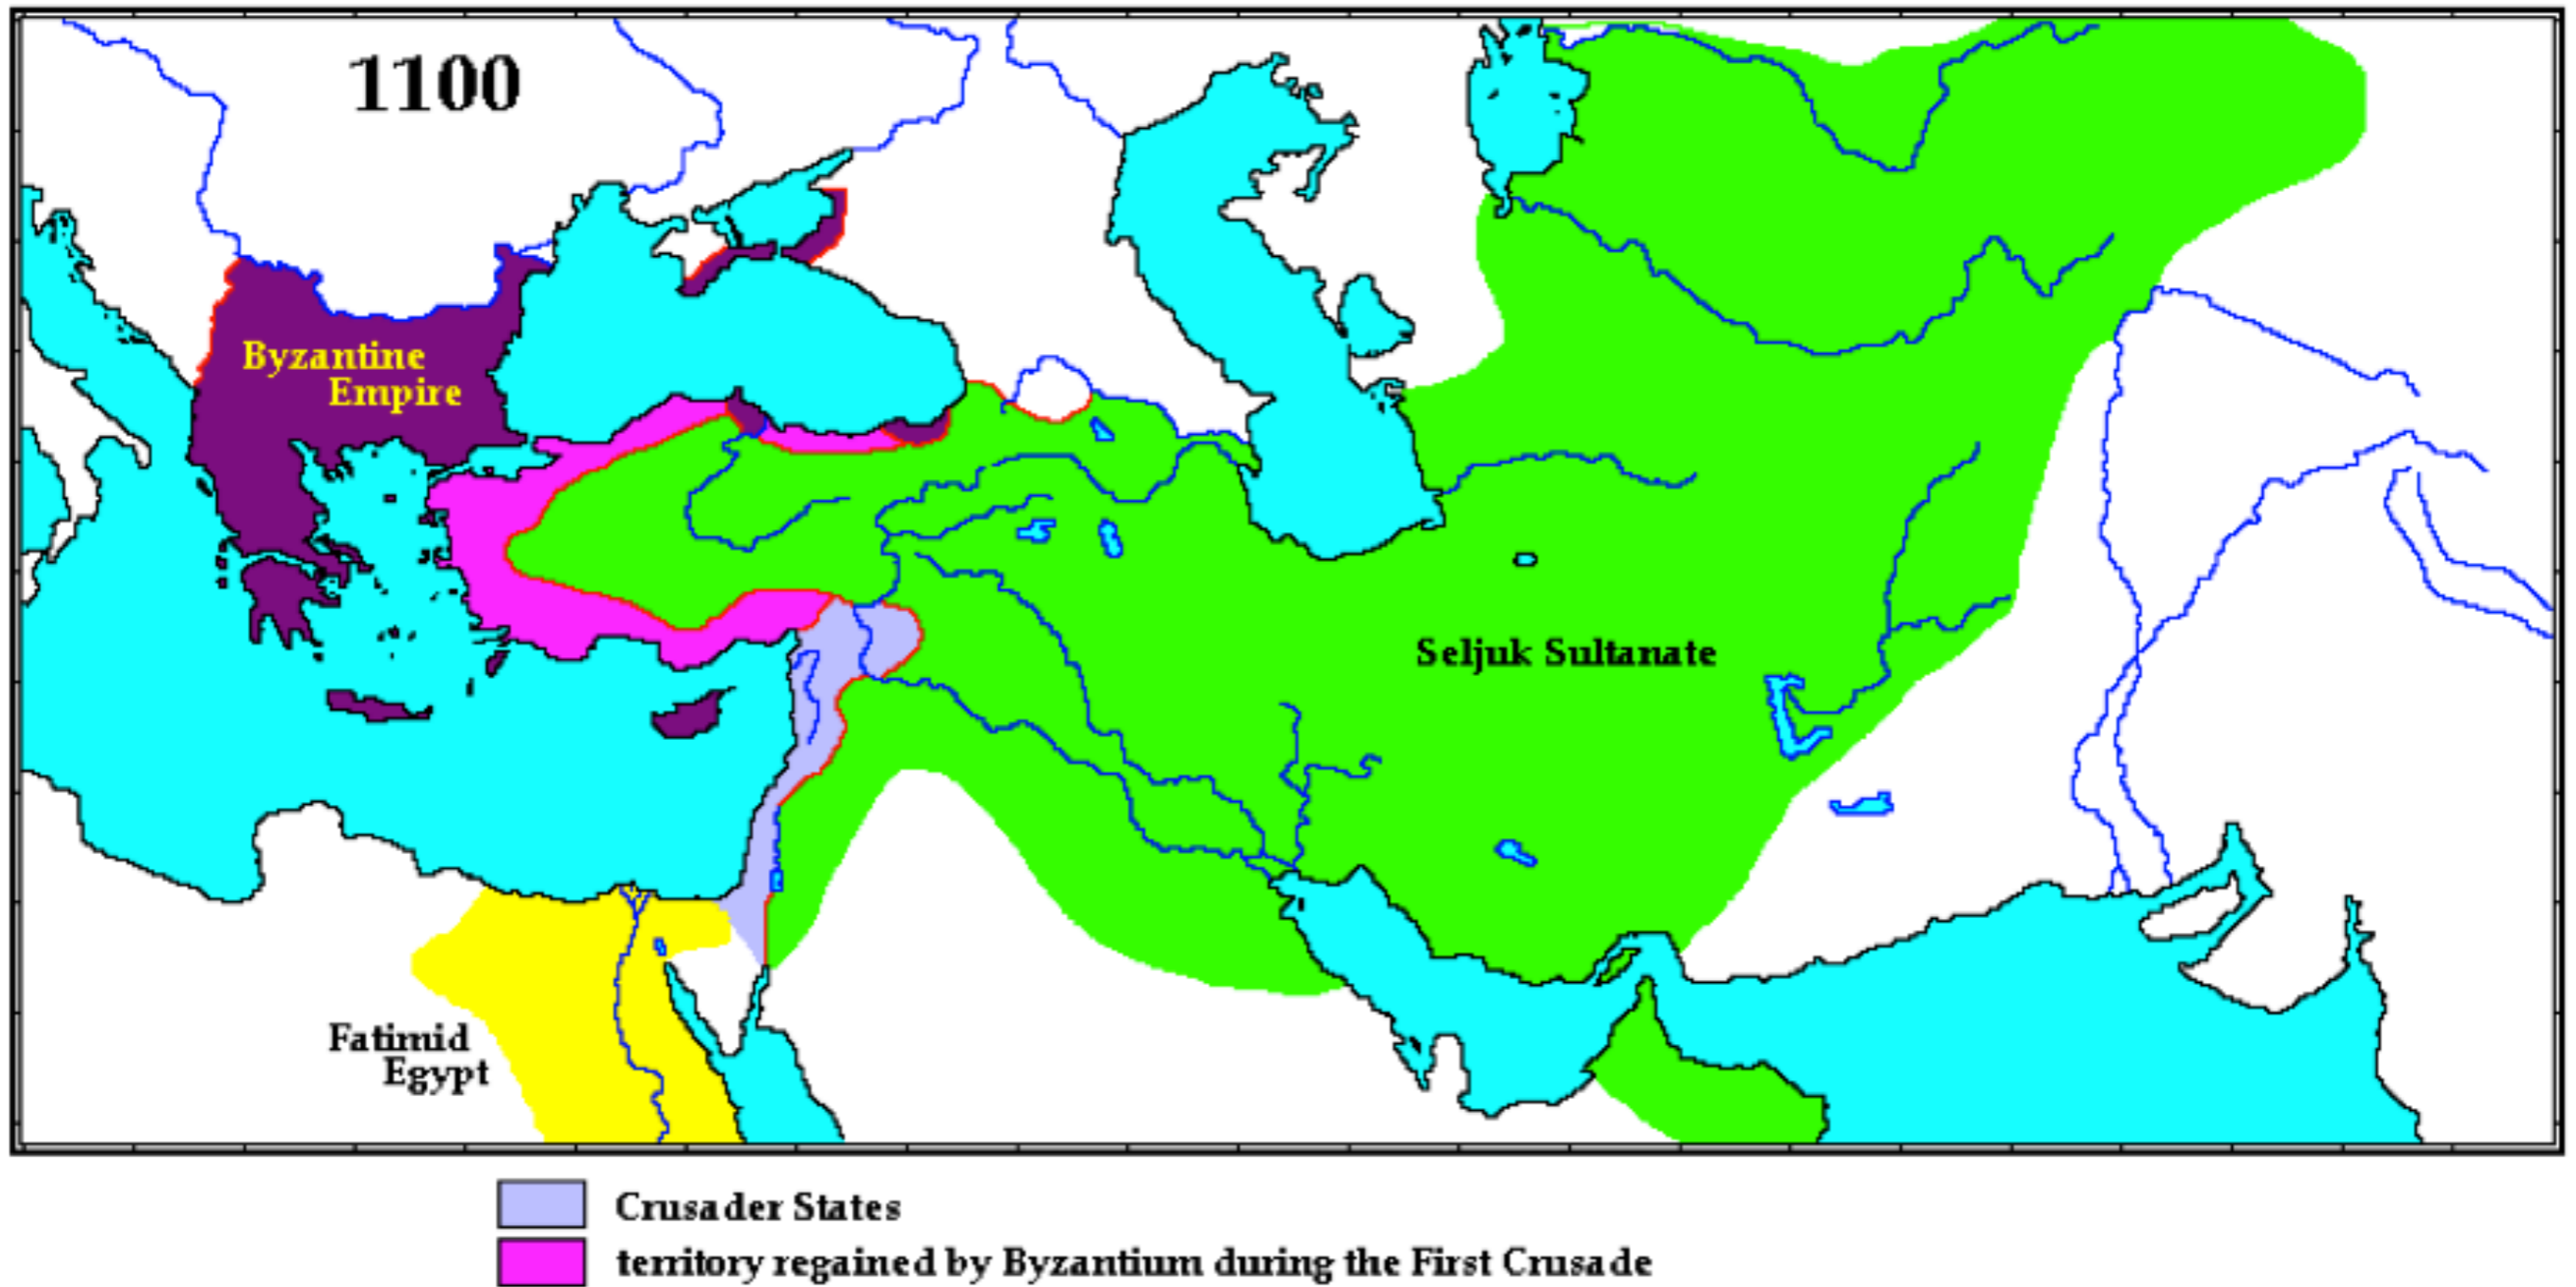 1100
Byzantine
Empire
Seljuk Sultanate
Fatimid
Egypt
Crusader States
territory regained by Byzantium during the First Crusade